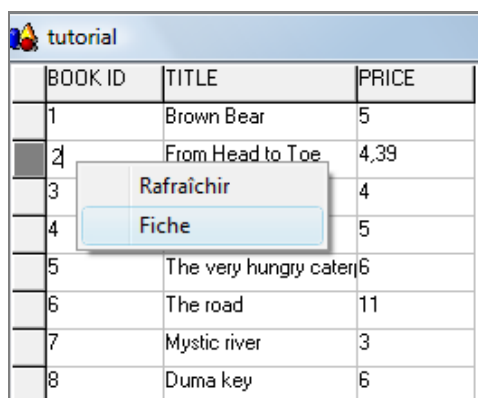 tutorial
BOOK ID TITLE PRICE
1 Brown Bear 5
2 From Head to Toe 4,39
3 4
4 5
Rafraîchir
Fiche
5 The very hungry caterp 6
6 The road 11
7 Mystic river 3
8 Duma key 6